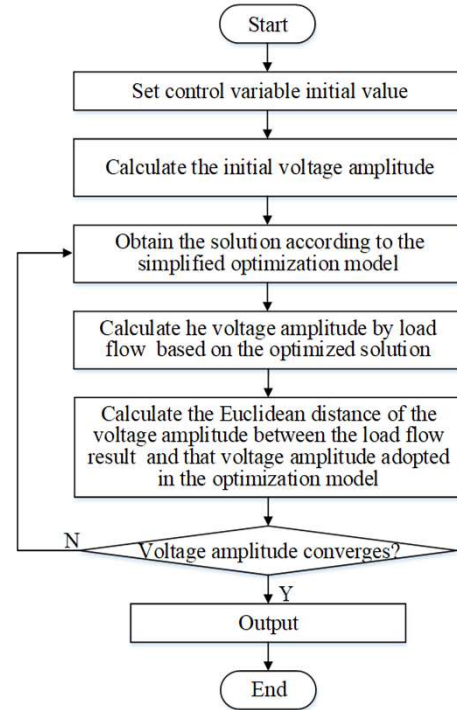 Start
Set control variable initial value
Calculate the initial voltage amplitude
Obtain the solution according to the
simplified optimization model
Calculate he voltage amplitude by load
flow based on the optimized solution
Calculate the Euclidean distance of the
voltage amplitude between the load flow
result and that voltage amplitude adopted
in the optimization model
N
Voltage amplitude converges?
Y
Output
End